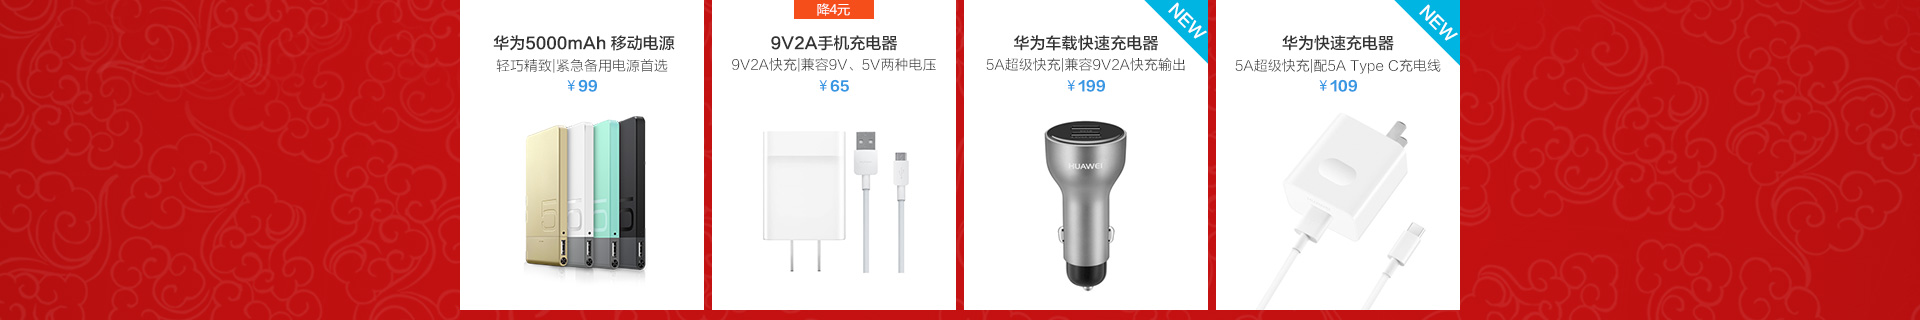 华为5000mAh 移动电源
轻巧精致|紧急备用电源首选
¥99
降4元
9V2A手机充电器
9V2A快充|兼容9V、5V两种电压
¥65
NEW
华为车载快速充电器
5A超级快充|兼容9V2A快充输出
¥199
HUAWEI
NEW
华为快速充电器
5A超级快充|配5A Type C充电线
¥109